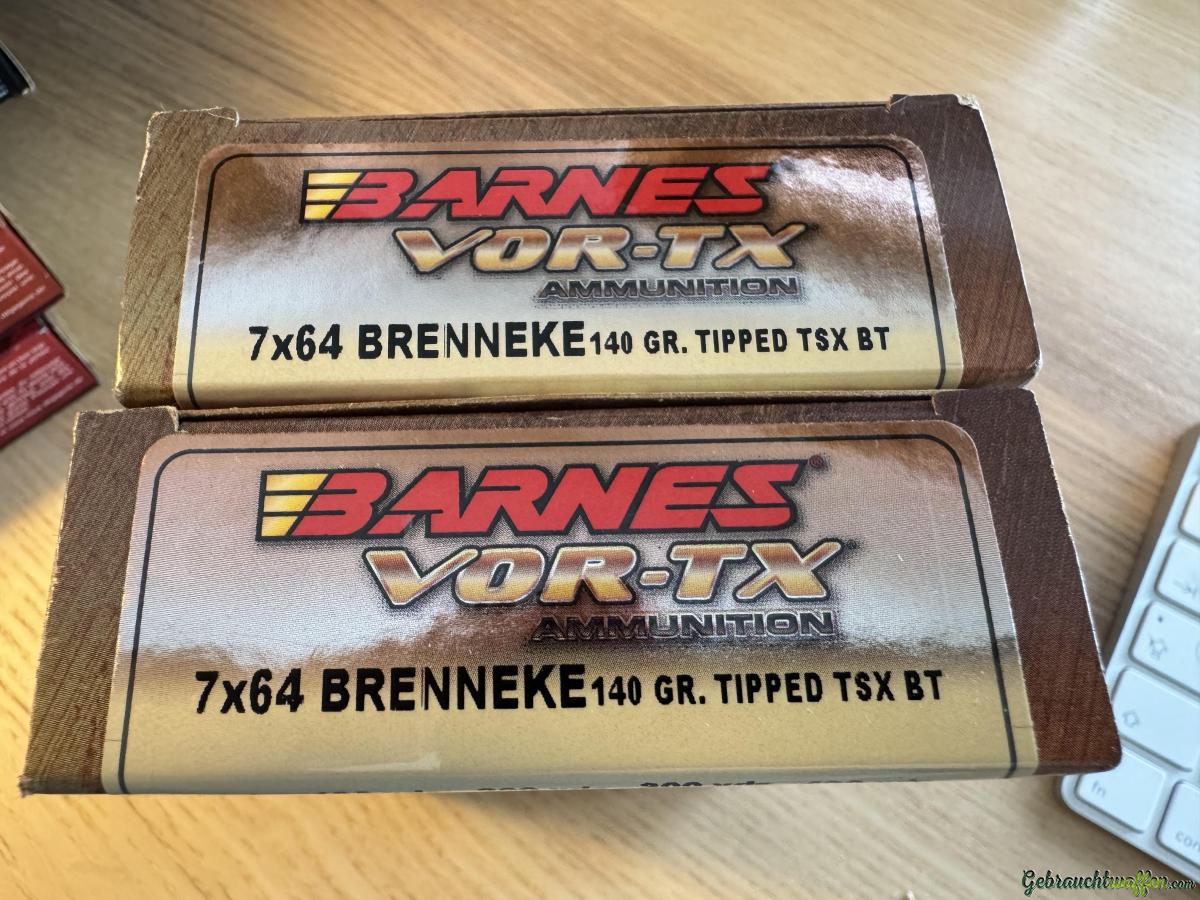 BARNES
VOR-TX
AMMUNITION
7x64 BRENNEKE 140 GR. TIPPED TSX BT
BARNES®
VOR-TX
AMMUNITION
7x64 BRENNEKE 140 GR. TIPPED TSX BT
fn
Gebrauchtwaffen.com